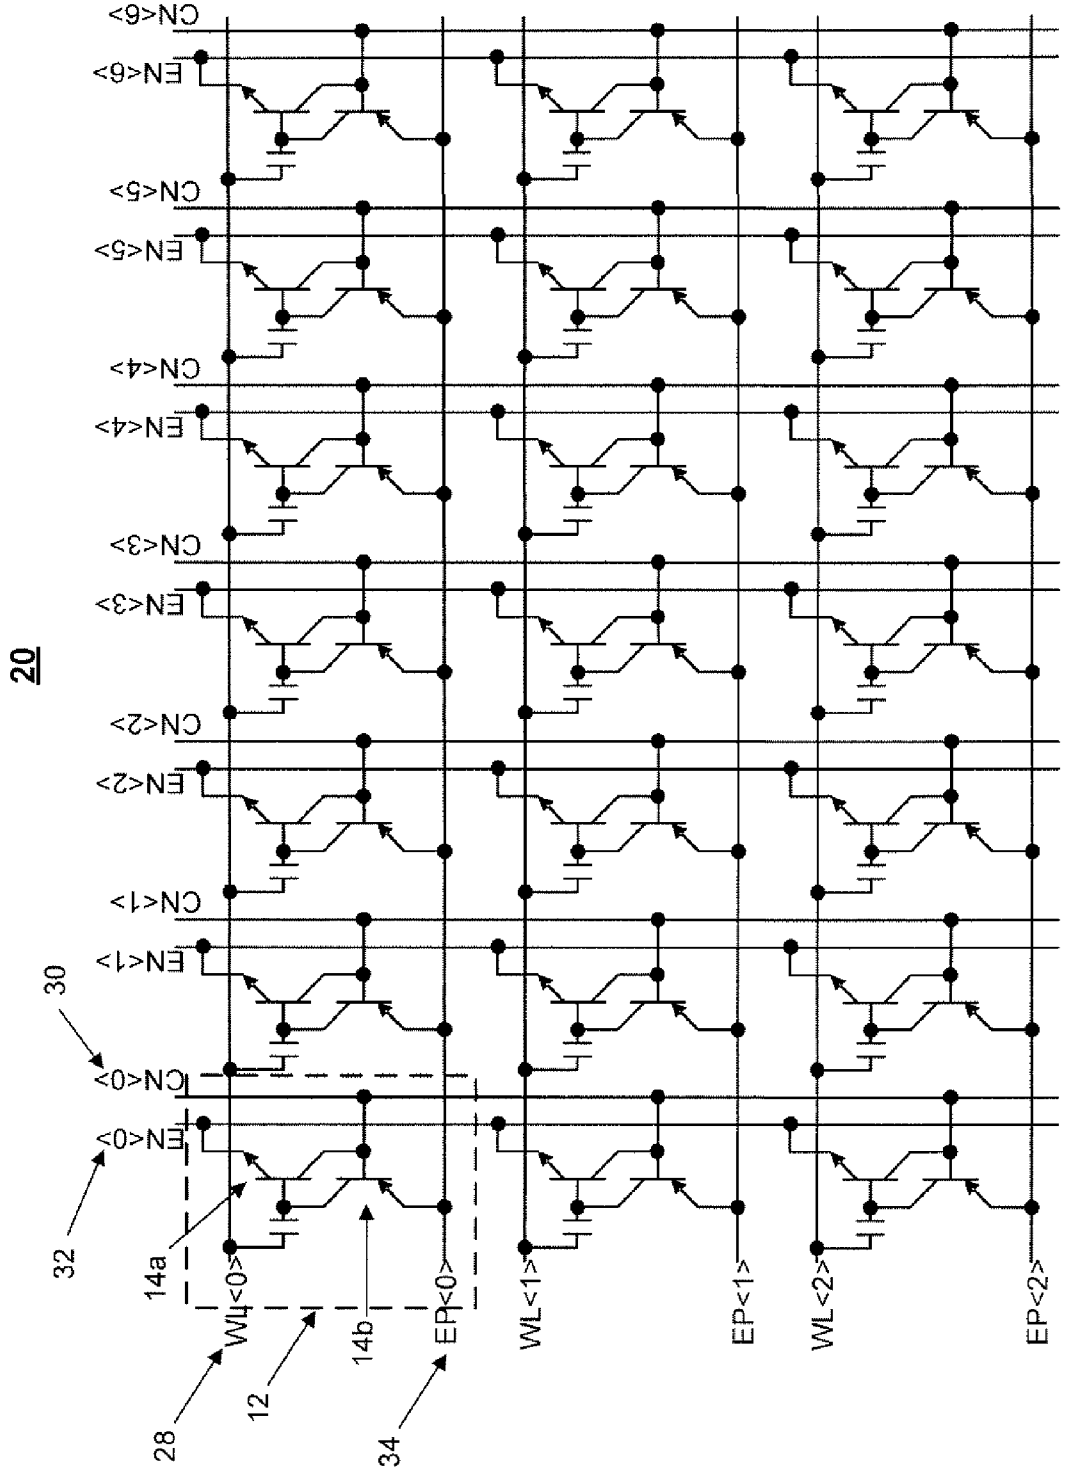 20
CN<6>
EN<6>
CN<5>
EN<5>
CN<4>
EN<4>
CN<3>
EN<3>
CN<2>
EN<2>
CN<1>
EN<1>
30
CN<0>
EN<0>
32
14a
WL<0>
28
12
14b
EP<0>
34
WL<1>
EP<1>
WL<2>
EP<2>